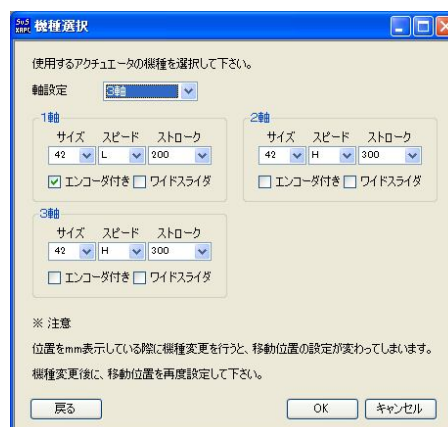 SUS XRPC 機種選択
使用するアクチュエータの機種を選択して下さい。
軸設定 3軸
1軸
サイズ スピード ストローク
42 L 200
エンコーダ付き ワイドスライダ
2軸
サイズ スピード ストローク
42 H 300
エンコーダ付き ワイドスライダ
3軸
サイズ スピード ストローク
42 H 300
エンコーダ付き ワイドスライダ
※ 注意
位置をmm表示している際に機種変更を行うと、移動位置の設定が変わってしまいます。
機種変更後に、移動位置を再度設定して下さい。
戻る OK キャンセル